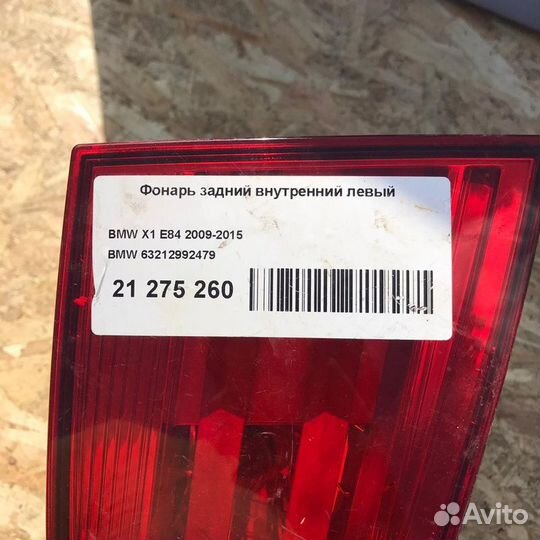 Фонарь задний внутренний левый
BMW X1 E84 2009-2015
BMW 63212992479
21 275 260
Avito